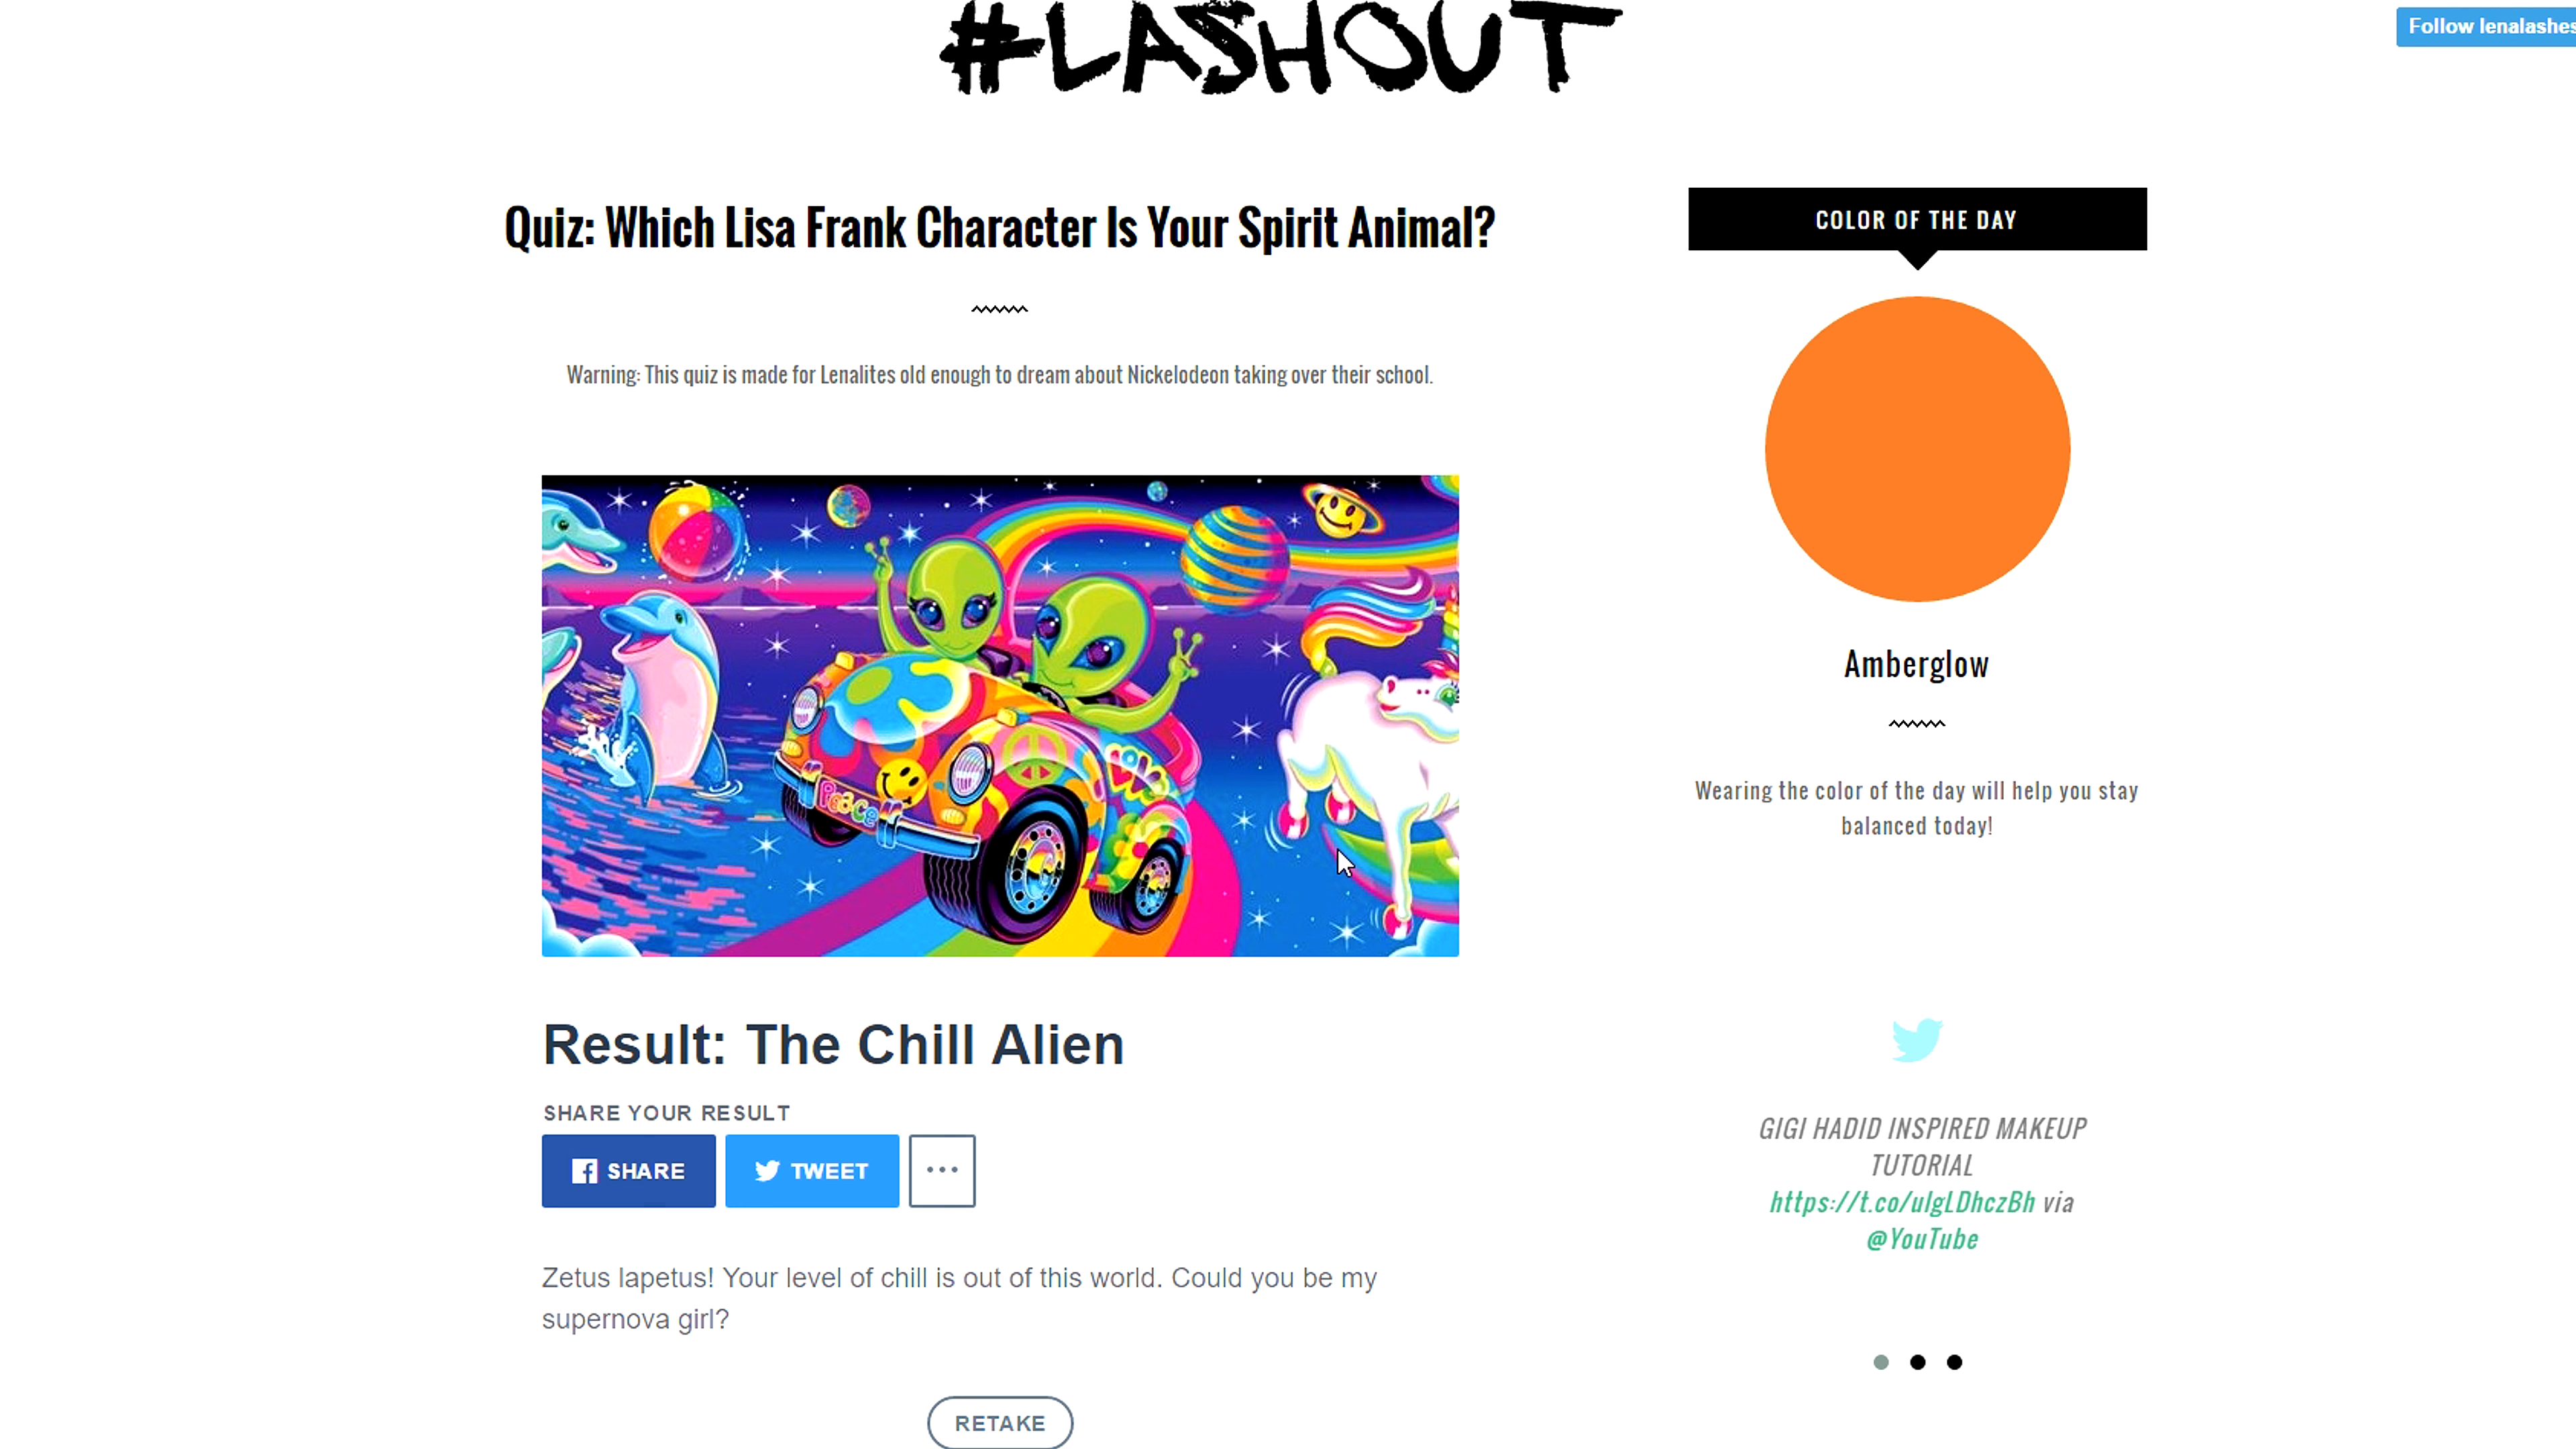 #LASHOUT
Follow lenalashes
Quiz: Which Lisa Frank Character Is Your Spirit Animal?
Warning: This quiz is made for Lenalites old enough to dream about Nickelodeon taking over their school.
Peace
LOVE
Result: The Chill Alien
SHARE YOUR RESULT
SHARE TWEET ...
Zetus lapetus! Your level of chill is out of this world. Could you be my
supernova girl?
RETAKE
COLOR OF THE DAY
Amberglow
Wearing the color of the day will help you stay
balanced today!
GIGI HADID INSPIRED MAKEUP
TUTORIAL
https://t.co/ulgLDhczBh via
@YouTube